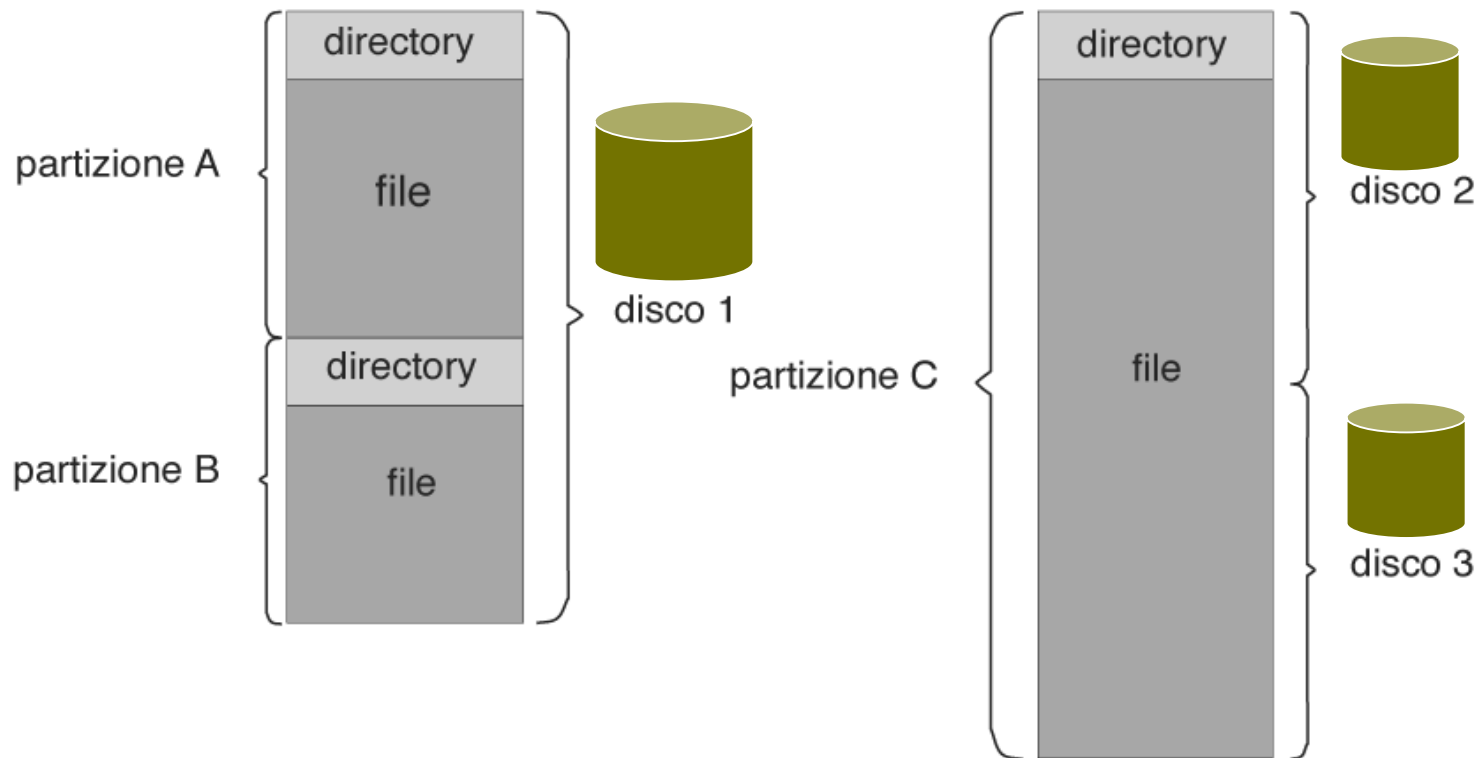 directory
partizione A
file
disco 1
directory
partizione B
file
directory
disco 2
partizione C
file
disco 3